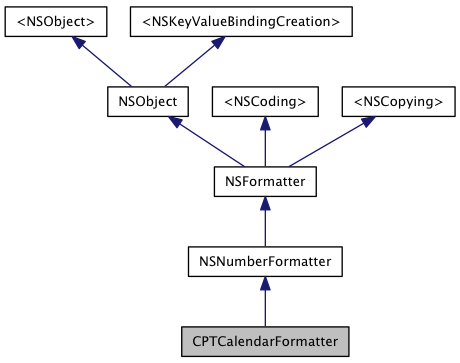 <NSObject>
<NSKeyValueBindingCreation>
NSObject
<NSCoding>
<NSCopying>
NSFormatter
NSNumberFormatter
CPTCalendarFormatter